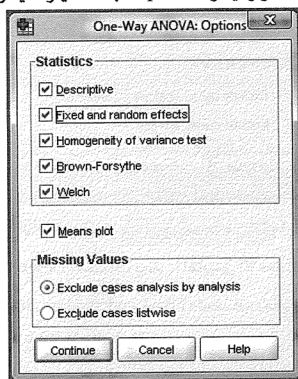 One-Way ANOVA: Options
Statistics
Descriptive
Fixed and random effects
Homogeneity of variance test
Brown-Forsythe
Welch
Means plot
Missing Values
Exclude cases analysis by analysis
Exclude cases listwise
Continue Cancel Help